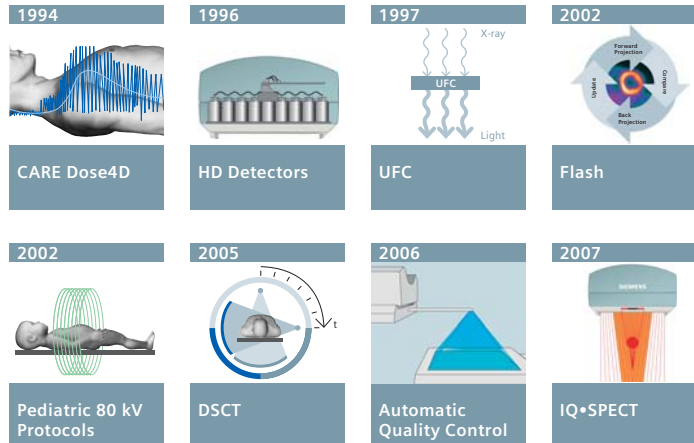 1994
1996
1997
2002
X-ray
UFC
Light
Forward
Projection
Compare
Back
Projection
Update
CARE Dose4D
HD Detectors
UFC
Flash
2002
2005
2006
2007
t
SIEMENS
Pediatric 80 kV
Protocols
DSCT
Automatic
Quality Control
IQ•SPECT